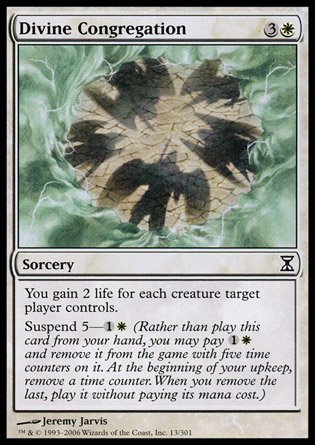 Divine Congregation 3
Sorcery
You gain 2 life for each creature target
player controls.
Suspend 5—1 (Rather than play this
card from your hand, you may pay 1
and remove it from the game with five time
counters on it. At the beginning of your upkeep,
remove a time counter. When you remove the
last, play it without paying its mana cost.)
Jeremy Jarvis
™ & © 1993–2006 Wizards of the Coast, Inc. 13/301